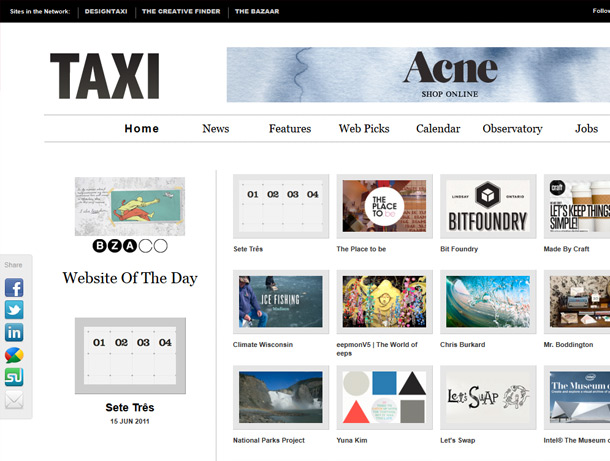 Sites in the Network: DESIGNTAXI THE CREATIVE FINDER THE BAZAAR Follo
TAXI
Acne
SHOP ONLINE
Home News Features Web Picks Calendar Observatory Jobs
BZA
Website Of The Day
01 02 03 04
Sete Três
15 JUN 2011
Share
01 02 03 04
Sete Três
THE PLACE TO be
The Place to be
LINDSAY ONTARIO
BITFOUNDRY
Bit Foundry
craft
LET'S KEEP THINGS
SIMPLE!
Made By Craft
ICE FISHING
Climate Wisconsin
eepmonV5 | The World of
eeps
Chris Burkard
Mr. Boddington
National Parks Project
Yuna Kim
Let's Swap
Let's Swap
intel
The Museum o
Intel® The Museum o